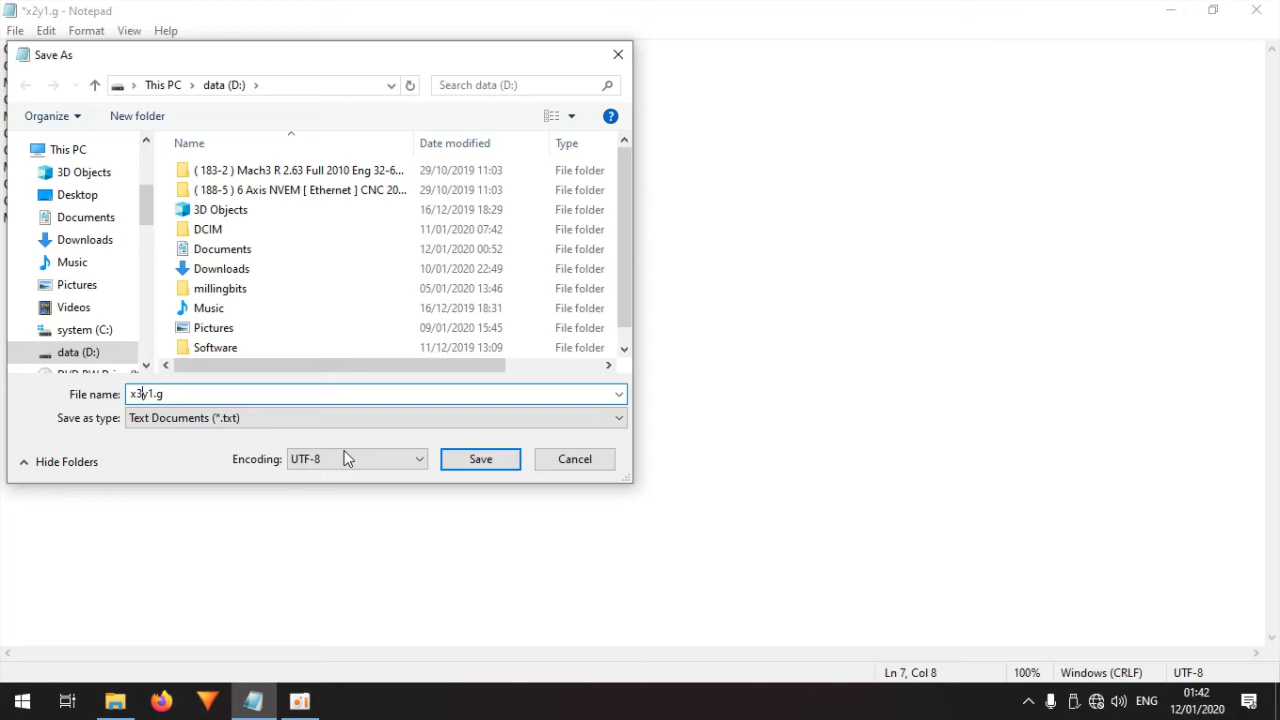 *x2y1.g - Notepad
File Edit Format View Help
Save As
This PC data (D:)
Search data (D:)
Organize New folder
Name Date modified Type
This PC
3D Objects
Desktop
Documents
Downloads
Music
Pictures
Videos
system (C:)
data (D:)
( 183-2 ) Mach3 R 2.63 Full 2010 Eng 32-6... 29/10/2019 11:03 File folder
( 188-5 ) 6 Axis NVEM [ Ethernet ] CNC 20... 29/10/2019 11:03 File folder
3D Objects 16/12/2019 18:29 File folder
DCIM 11/01/2020 07:42 File folder
Documents 12/01/2020 00:52 File folder
Downloads 10/01/2020 22:49 File folder
millingbits 05/01/2020 13:46 File folder
Music 16/12/2019 18:31 File folder
Pictures 09/01/2020 15:45 File folder
Software 11/12/2019 13:09 File folder
File name: x3y1.g
Save as type: Text Documents (*.txt)
Hide Folders Encoding: UTF-8 Save Cancel
Ln 7, Col 8 100% Windows (CRLF) UTF-8
ENG 01:42
12/01/2020